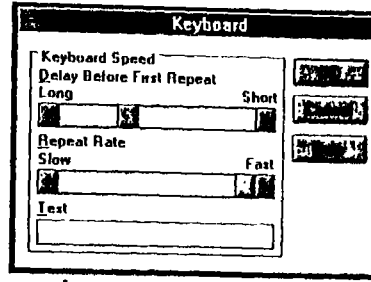 Keyboard
Keyboard Speed
Delay Before First Repeat
Long Short
Repeat Rate
Slow Fast
Test